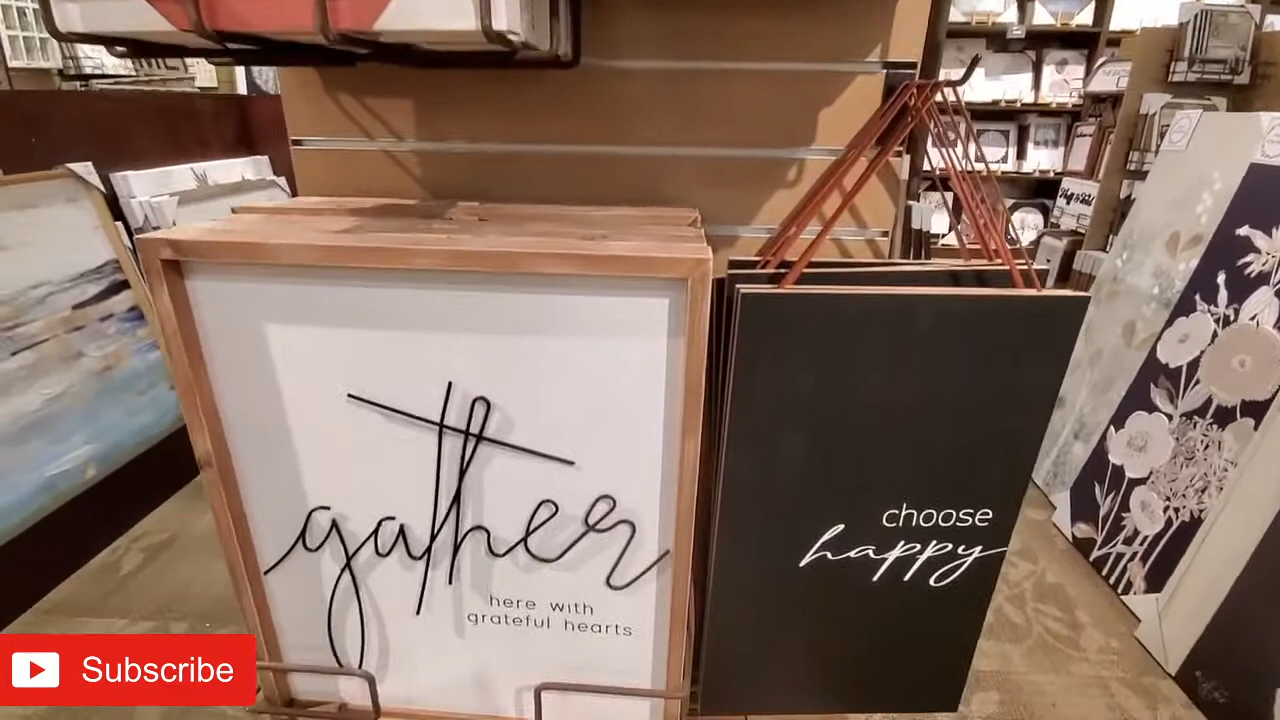 gather
here with
grateful hearts
choose
happy
Subscribe